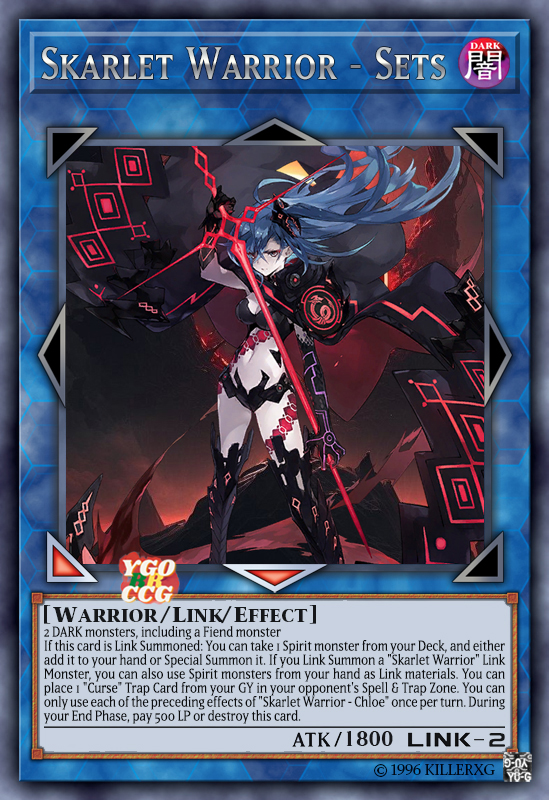 Skarlet Warrior - Sets
DARK
闇
YGO
CCG
[Warrior/Link/Effect]
2 DARK monsters, including a Fiend monster
If this card is Link Summoned: You can take 1 Spirit monster from your Deck, and either
add it to your hand or Special Summon it. If you Link Summon a "Skarlet Warrior" Link
Monster, you can also use Spirit monsters from your hand as Link materials. You can
place 1 "Curse" Trap Card from your GY in your opponent's Spell & Trap Zone. You can
only use each of the preceding effects of "Skarlet Warrior - Chloe" once per turn. During
your End Phase, pay 500 LP or destroy this card.
ATK/1800 LINK-2
© 1996 KILLERXG
YU-G